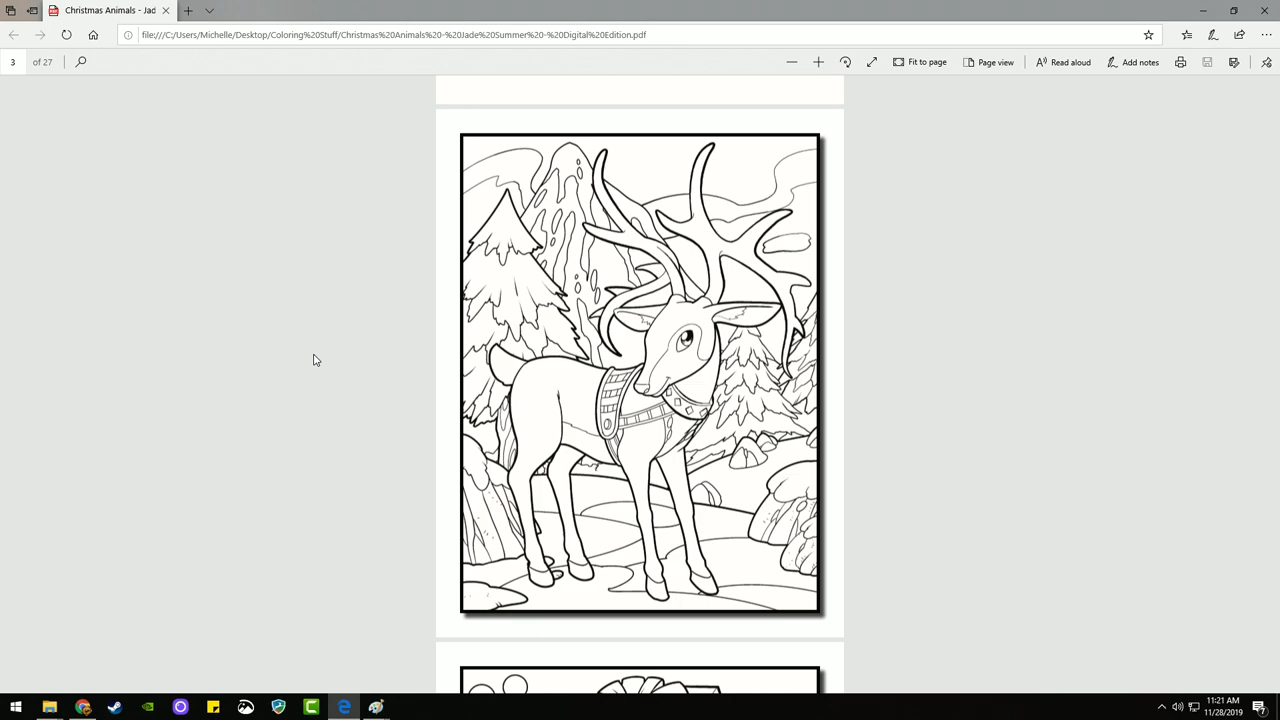 Christmas Animals - Jad
file:///C:/Users/Michelle/Desktop/Coloring%20Stuff/Christmas%20Animals%20-%20Jade%20Summer%20-%20Digital%20Edition.pdf
3 of 27 Fit to page Page view Read aloud Add notes
11:21 AM
11/28/2019